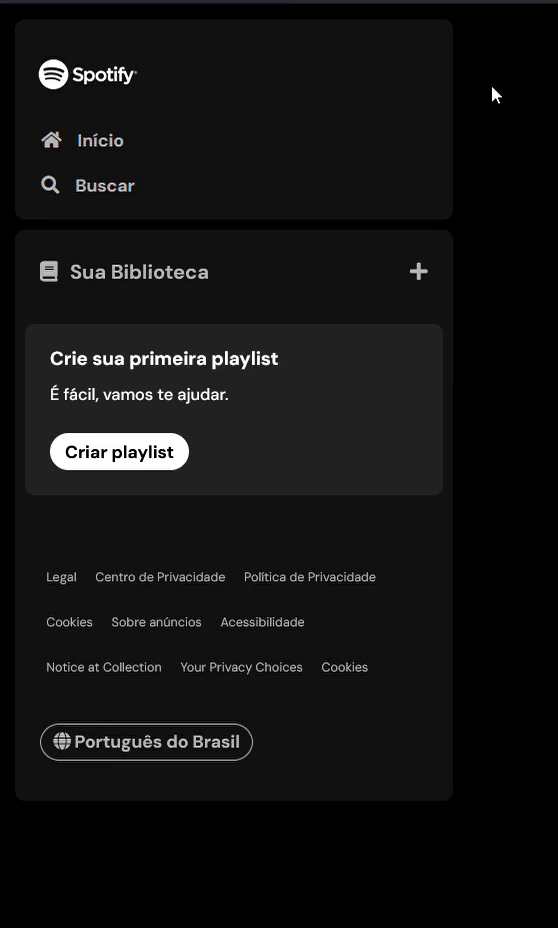 Spotify
Início
Buscar
Sua Biblioteca
Crie sua primeira playlist
É fácil, vamos te ajudar.
Criar playlist
Legal Centro de Privacidade Política de Privacidade
Cookies Sobre anúncios Acessibilidade
Notice at Collection Your Privacy Choices Cookies
Português do Brasil